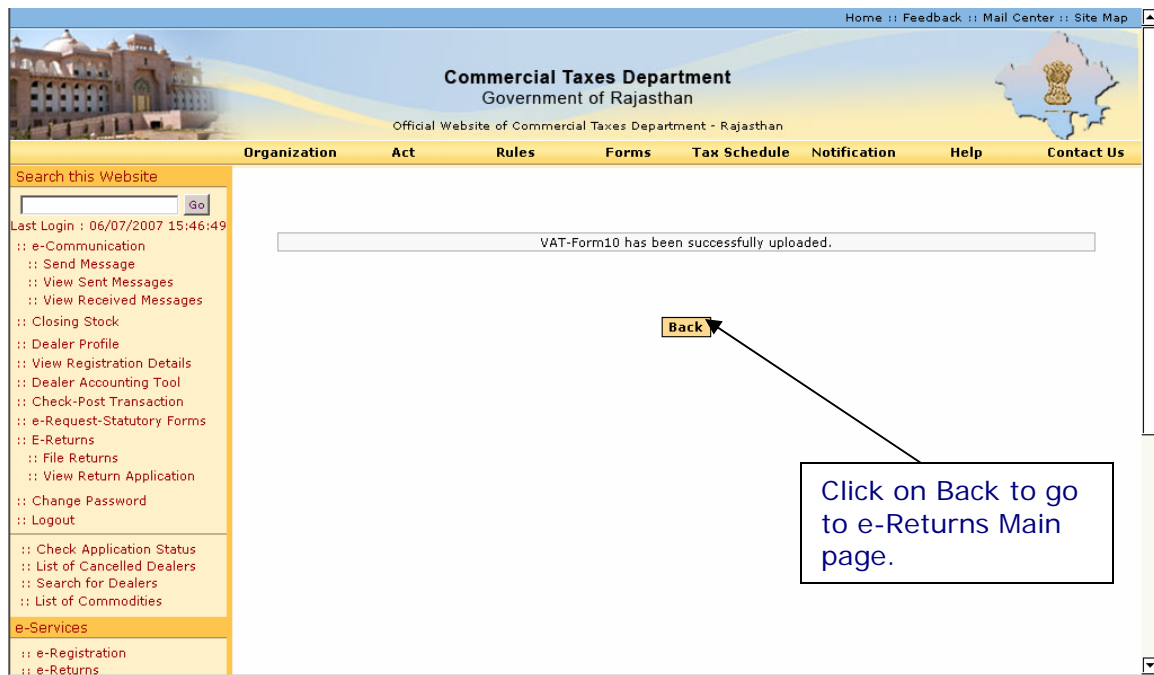 Home :: Feedback :: Mail Center :: Site Map
Commercial Taxes Department
Government of Rajasthan
Official Website of Commercial Taxes Department - Rajasthan
Organization Act Rules Forms Tax Schedule Notification Help Contact Us
Search this Website
Go
Last Login : 06/07/2007 15:46:49
:: e-Communication
:: Send Message
:: View Sent Messages
:: View Received Messages
:: Closing Stock
:: Dealer Profile
:: View Registration Details
:: Dealer Accounting Tool
:: Check-Post Transaction
:: e-Request-Statutory Forms
:: E-Returns
:: File Returns
:: View Return Application
:: Change Password
:: Logout
:: Check Application Status
:: List of Cancelled Dealers
:: Search for Dealers
:: List of Commodities
e-Services
:: e-Registration
:: e-Returns
VAT-Form10 has been successfully uploaded.
Back
Click on Back to go
to e-Returns Main
page.